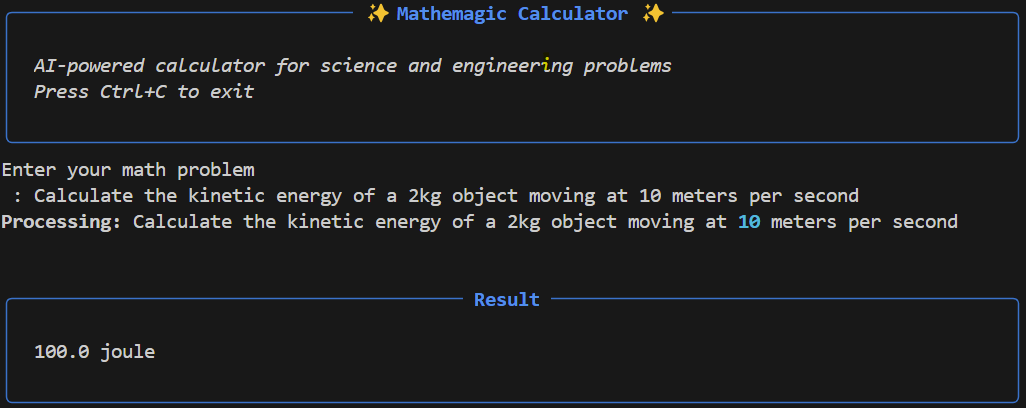 ✨ Mathemagic Calculator ✨
AI-powered calculator for science and engineering problems
Press Ctrl+C to exit
Enter your math problem
: Calculate the kinetic energy of a 2kg object moving at 10 meters per second
Processing: Calculate the kinetic energy of a 2kg object moving at 10 meters per second
Result
100.0 joule